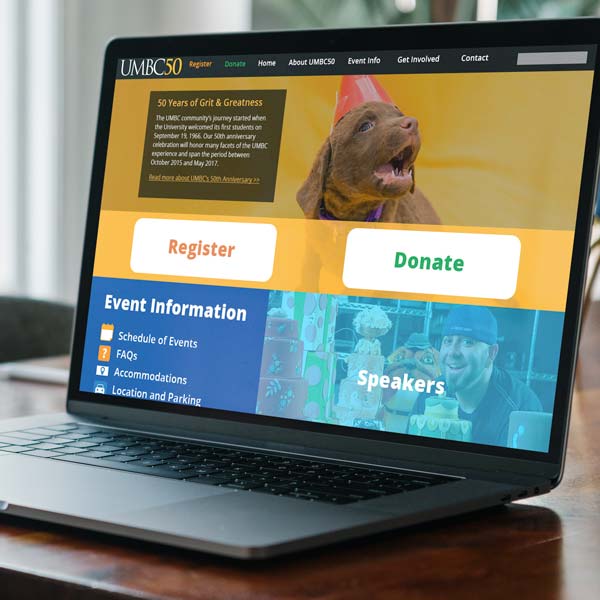 UMBC50 Register Donate Home About UMBC50 Event Info Get Involved Contact
50 Years of Grit & Greatness
The UMBC community's journey started when
the University welcomed its first students on
September 19, 1966. Our 50th anniversary
celebration will honor many facets of the UMBC
experience and span the period between
October 2015 and May 2017.
Read more about UMBC's 50th Anniversary >>
Register
Donate
Event Information
? 
Schedule of Events
FAQs
Accommodations
Location and Parking
Speakers